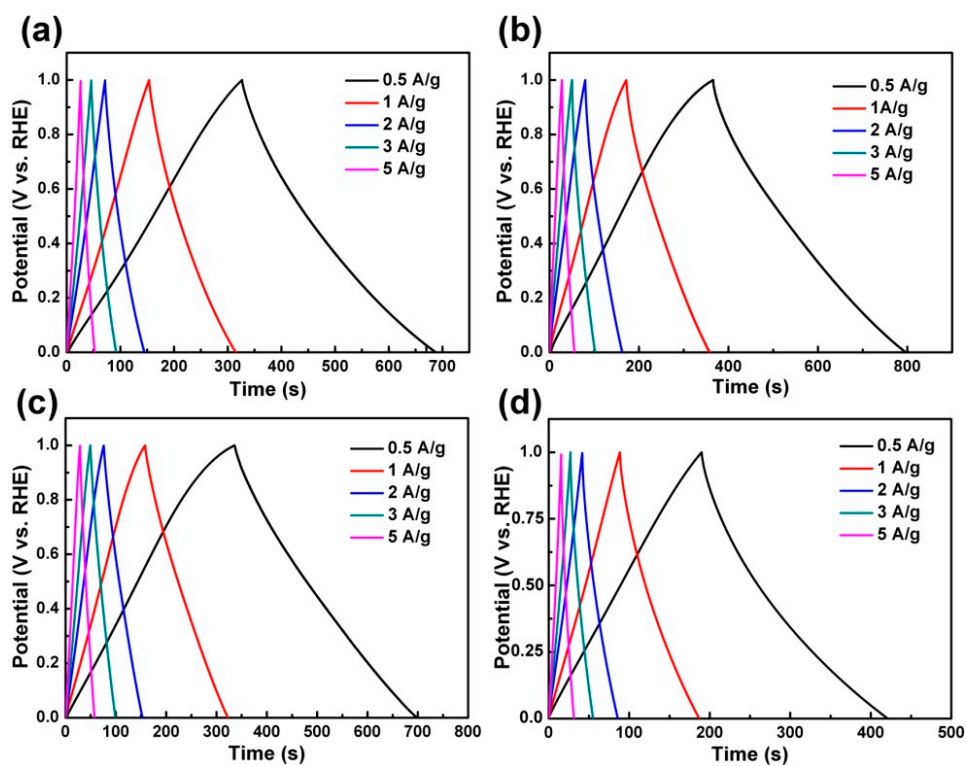 (a)
Potential (V vs. RHE)
1.0
0.8
0.6
0.4
0.2
0.0
0.5 A/g
1 A/g
2 A/g
3 A/g
5 A/g
0 100 200 300 400 500 600 700
Time (s)
(b)
Potential (V vs. RHE)
1.0
0.8
0.6
0.4
0.2
0.0
0.5 A/g
1A/g
2 A/g
3 A/g
5 A/g
0 200 400 600 800
Time (s)
(c)
Potential (V vs. RHE)
1.0
0.8
0.6
0.4
0.2
0.0
0.5 A/g
1 A/g
2 A/g
3 A/g
5 A/g
0 100 200 300 400 500 600 700 800
Time (s)
(d)
Potential (V vs. RHE)
1.0
0.75
0.50
0.25
0.0
0.5 A/g
1 A/g
2 A/g
3 A/g
5 A/g
0 100 200 300 400 500
Time (s)